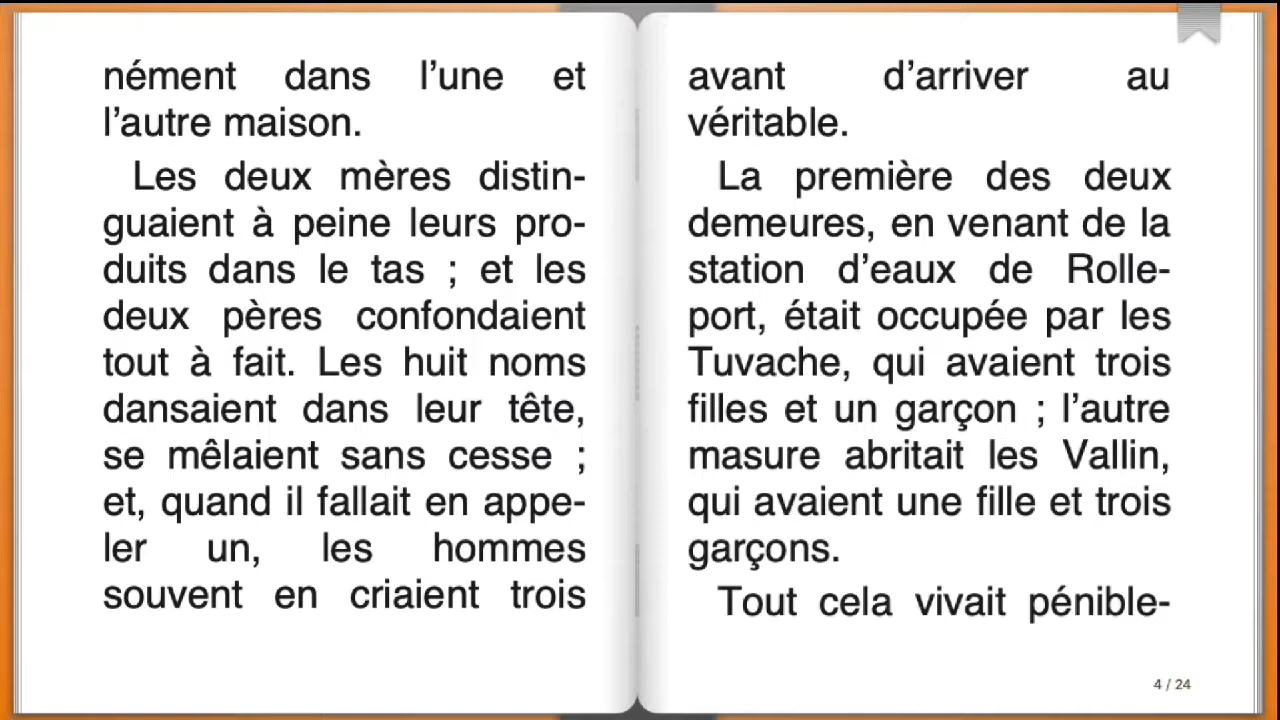 nément dans l’une et
l’autre maison.
Les deux mères distin-
guaient à peine leurs pro-
duits dans le tas ; et les
deux pères confondaient
tout à fait. Les huit noms
dansaient dans leur tête,
se mêlaient sans cesse ;
et, quand il fallait en appe-
ler un, les hommes
souvent en criaient trois
avant d’arriver au
véritable.
La première des deux
demeures, en venant de la
station d’eaux de Rolle-
port, était occupée par les
Tuvache, qui avaient trois
filles et un garçon ; l’autre
masure abritait les Vallin,
qui avaient une fille et trois
garçons.
Tout cela vivait pénible-
4 / 24